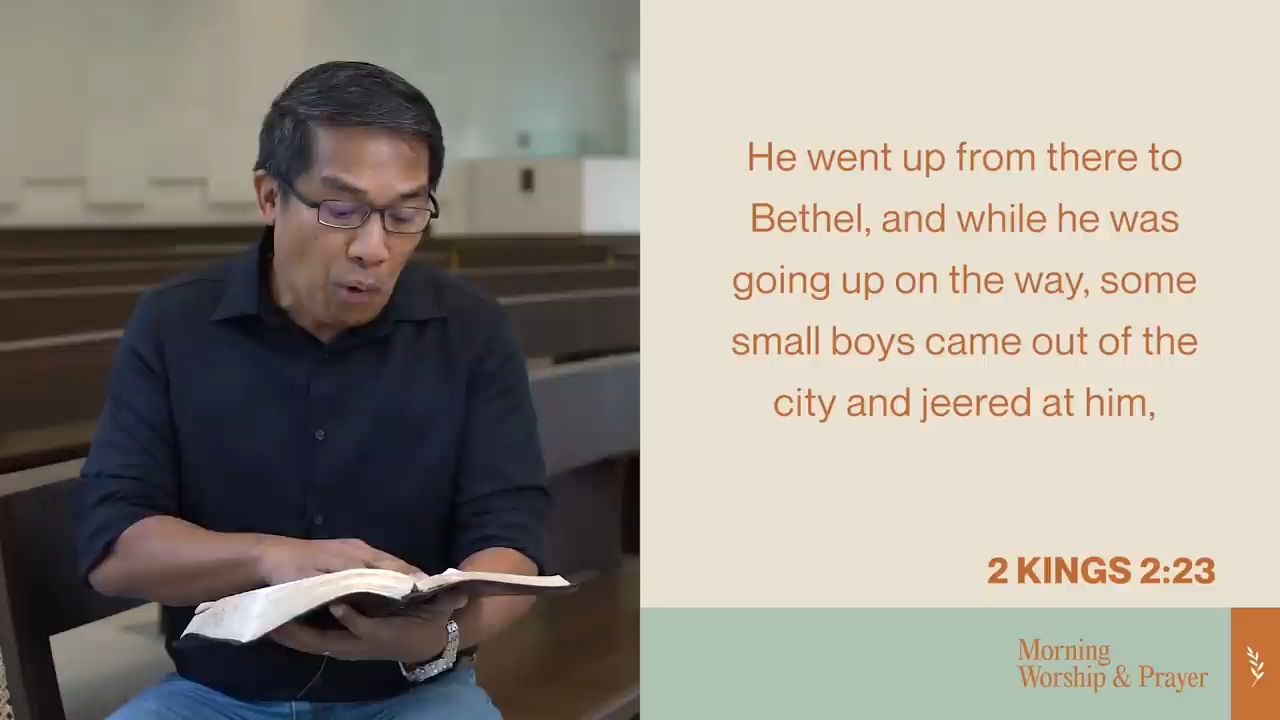 He went up from there to
Bethel, and while he was
going up on the way, some
small boys came out of the
city and jeered at him,
2 KINGS 2:23
Morning
Worship & Prayer